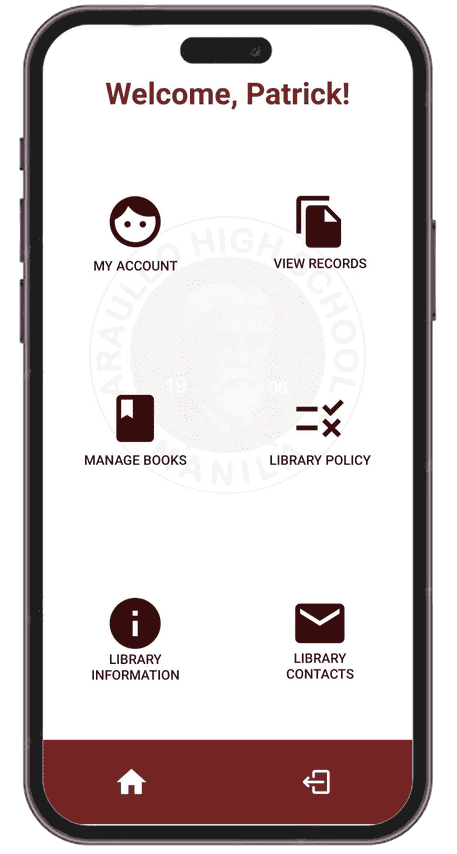 Welcome, Patrick!
MY ACCOUNT
VIEW RECORDS
ARAULLO HIGH SCHOOL
19 06
MANILA
MANAGE BOOKS
LIBRARY POLICY
LIBRARY
INFORMATION
LIBRARY
CONTACTS